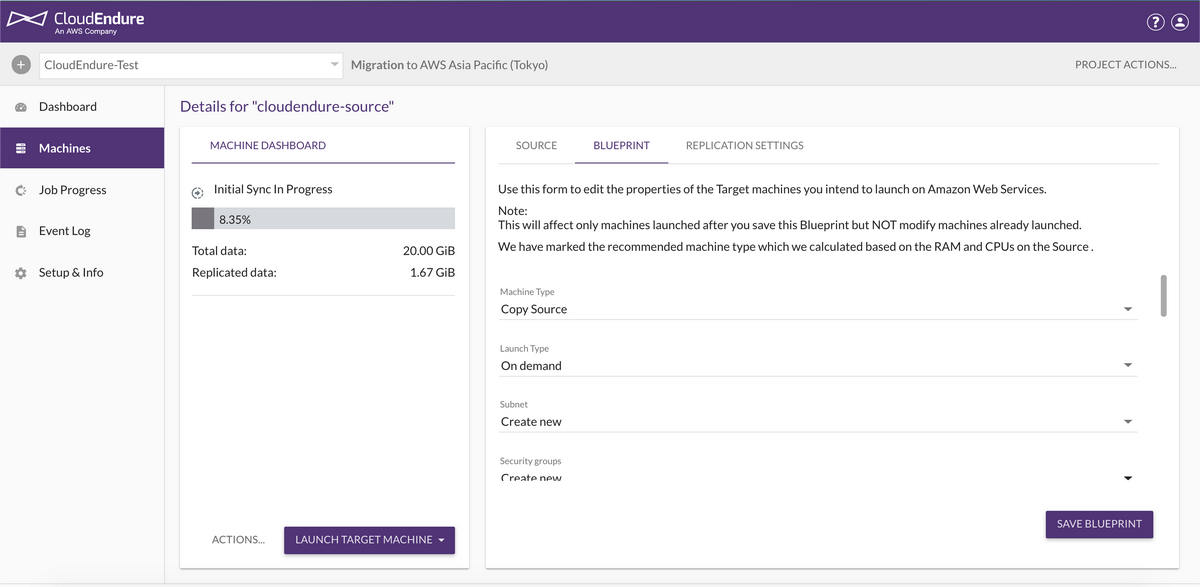 CloudEndure
An AWS Company
?
CloudEndure-Test
Migration to AWS Asia Pacific (Tokyo)
PROJECT ACTIONS...
Dashboard
Machines
Job Progress
Event Log
Setup & Info
Details for "cloudendure-source"
MACHINE DASHBOARD
Initial Sync In Progress
8.35%
Total data: 20.00 GiB
Replicated data: 1.67 GiB
ACTIONS...
LAUNCH TARGET MACHINE
SOURCE BLUEPRINT REPLICATION SETTINGS
Use this form to edit the properties of the Target machines you intend to launch on Amazon Web Services.
Note:
This will affect only machines launched after you save this Blueprint but NOT modify machines already launched.
We have marked the recommended machine type which we calculated based on the RAM and CPUs on the Source .
Machine Type
Copy Source
Launch Type
On demand
Subnet
Create new
Security groups
Create new
SAVE BLUEPRINT